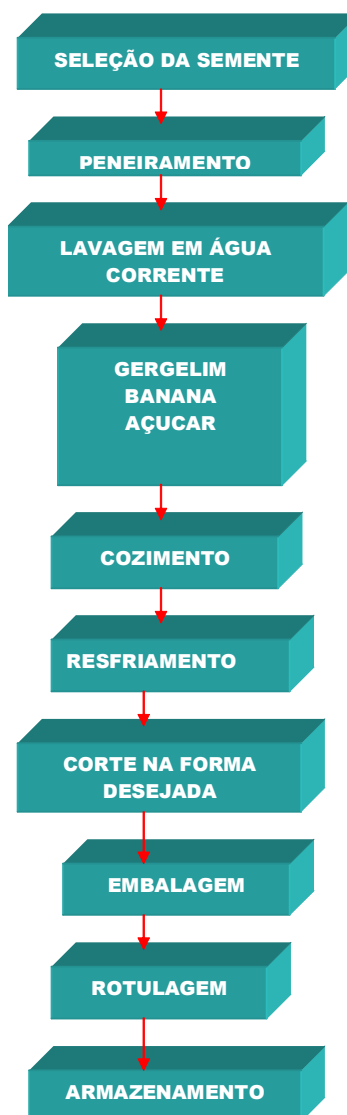 SELEÇÃO DA SEMENTE
PENEIRAMENTO
LAVAGEM EM ÁGUA
CORRENTE
GERGELIM
BANANA
AÇUCAR
COZIMENTO
RESFRIAMENTO
CORTE NA FORMA
DESEJADA
EMBALAGEM
ROTULAGEM
ARMAZENAMENTO